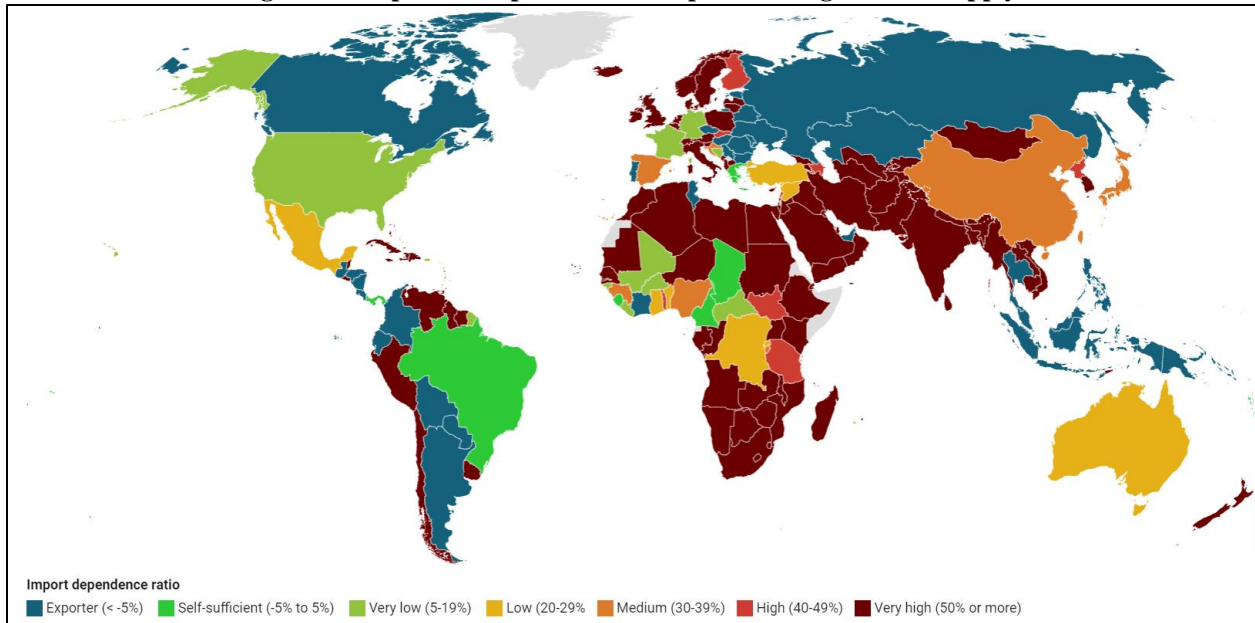 Import dependence ratio
Exporter (< -5%) Self-sufficient (-5% to 5%) Very low (5-19%) Low (20-29% Medium (30-39%) High (40-49%) Very high (50% or more)